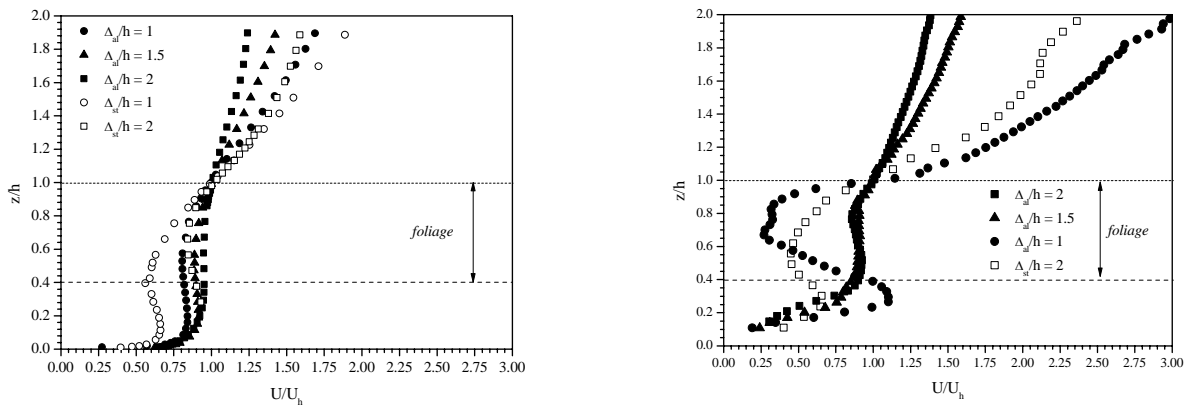 2.0
1.8
1.6
1.4
1.2
1.0
0.8
0.6
0.4
0.2
0.0
z/h
Δal/h = 1
Δal/h = 1.5
Δal/h = 2
Δst/h = 1
Δst/h = 2
foliage
0.00 0.25 0.50 0.75 1.00 1.25 1.50 1.75 2.00 2.25 2.50 2.75 3.00
U/Uh
2.0
1.8
1.6
1.4
1.2
1.0
0.8
0.6
0.4
0.2
0.0
z/h
Δal/h = 2
Δal/h = 1.5
Δal/h = 1
Δst/h = 2
foliage
0.00 0.25 0.50 0.75 1.00 1.25 1.50 1.75 2.00 2.25 2.50 2.75 3.00
U/Uh